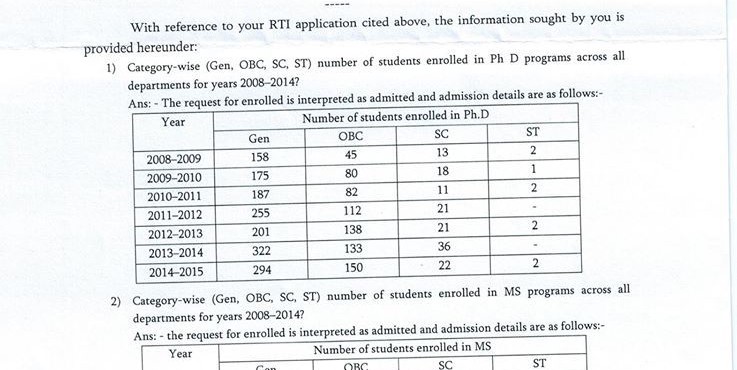 -----
With reference to your RTI application cited above, the information sought by you is
provided hereunder:
1) Category-wise (Gen, OBC, SC, ST) number of students enrolled in Ph D programs across all
departments for years 2008–2014?
Ans: - The request for enrolled is interpreted as admitted and admission details are as follows:-
Year Number of students enrolled in Ph.D
Gen OBC SC ST
2008–2009 158 45 13 2
2009–2010 175 80 18 1
2010–2011 187 82 11 2
2011–2012 255 112 21 -
2012–2013 201 138 21 2
2013–2014 322 133 36 -
2014–2015 294 150 22 2
2) Category-wise (Gen, OBC, SC, ST) number of students enrolled in MS programs across all
departments for years 2008–2014?
Ans: - the request for enrolled is interpreted as admitted and admission details are as follows:-
Year Number of students enrolled in MS
Gen OBC SC ST